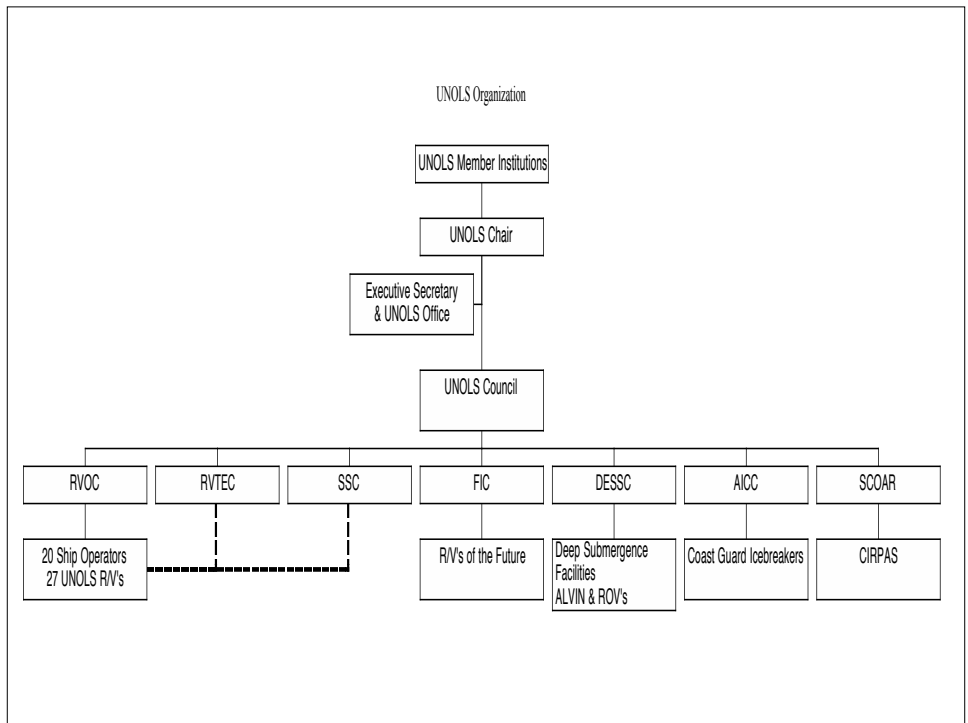 UNOLS Organization
UNOLS Member Institutions
UNOLS Chair
Executive Secretary
& UNOLS Office
UNOLS Council
RVOC
RVTEC
SSC
FIC
DESSC
AICC
SCOAR
20 Ship Operators
27 UNOLS R/V's
R/V's of the Future
Deep Submergence
Facilities
ALVIN & ROV's
Coast Guard Icebreakers
CIRPAS